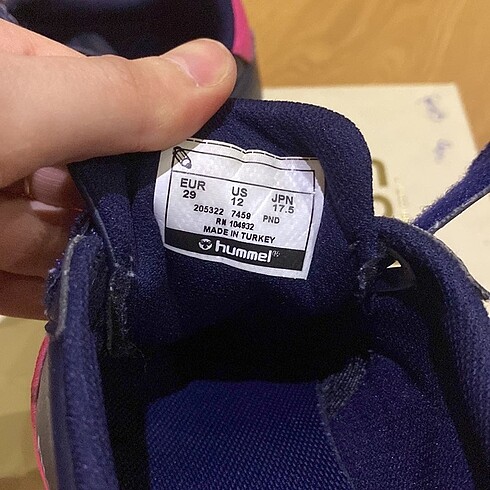 EUR US JPN
29 12 17.5
205322 7459 PND
RN 104932
MADE IN TURKEY
hummel